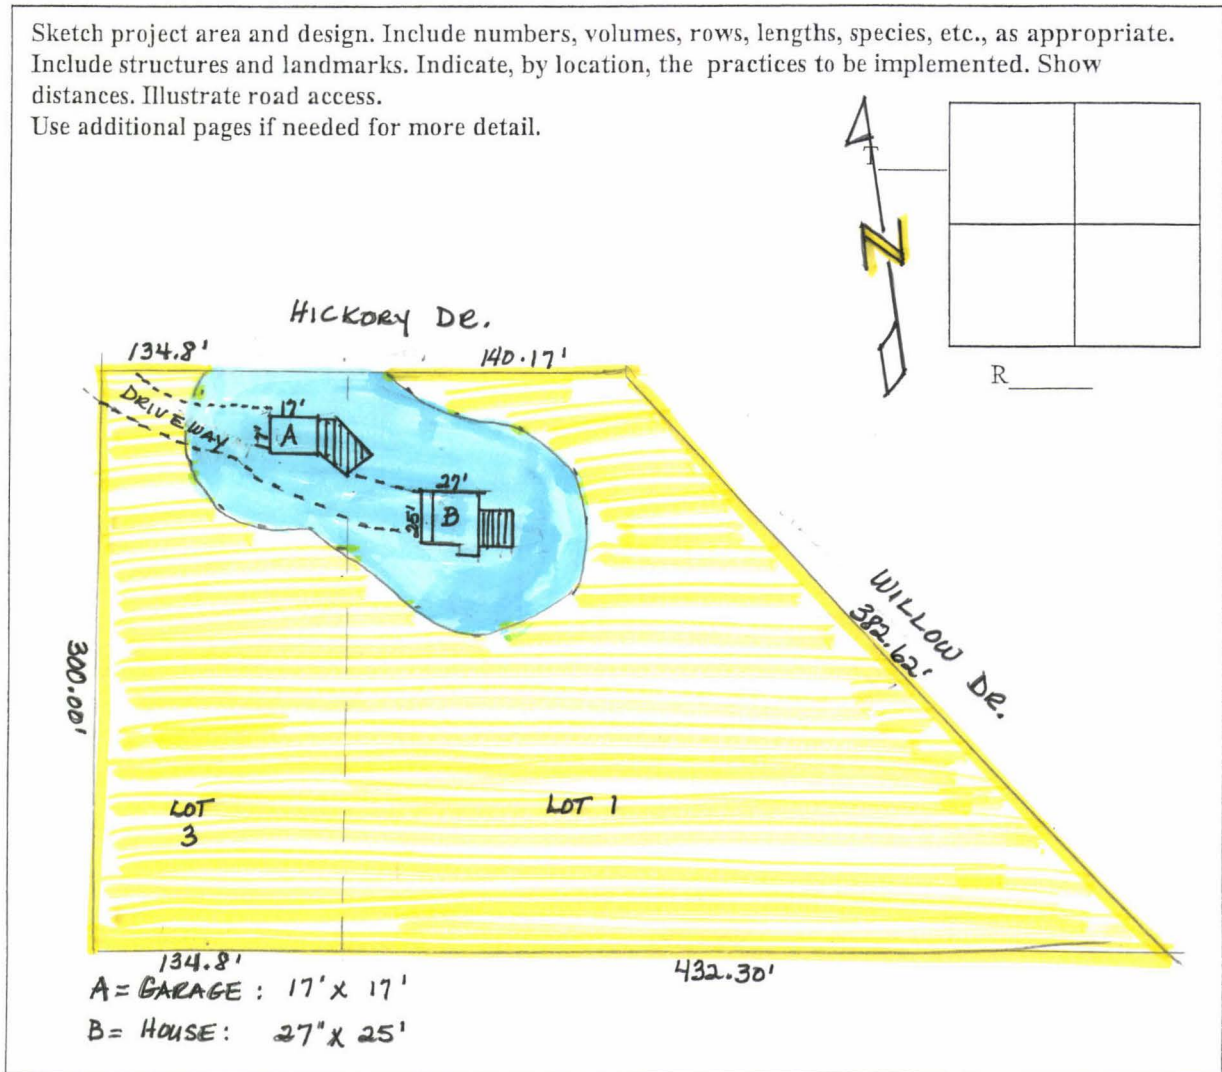 Sketch project area and design. Include numbers, volumes, rows, lengths, species, etc., as appropriate.
Include structures and landmarks. Indicate, by location, the practices to be implemented. Show
distances. Illustrate road access.
Use additional pages if needed for more detail.
T_____
N
R______
HICKORY DR.
134.8'
140.17'
DRIVEWAY
17'
17'
A
27'
25'
B
WILLOW DR.
382.62'
300.00'
LOT
3
LOT 1
134.8'
432.30'
A = GARAGE : 17' x 17'
B = HOUSE : 27" x 25'